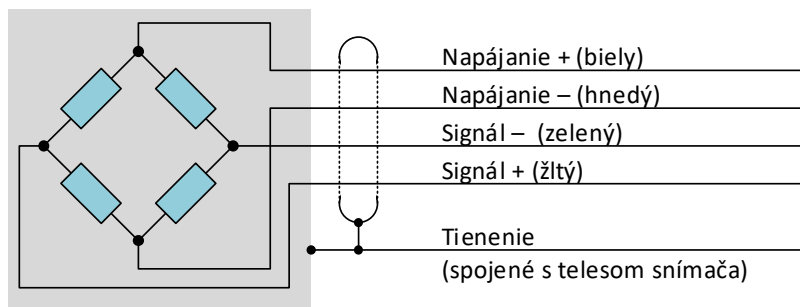 Napájanie + (biely)
Napájanie – (hnedý)
Signál – (zelený)
Signál + (žltý)
Tienenie
(spojené s telesom snímača)